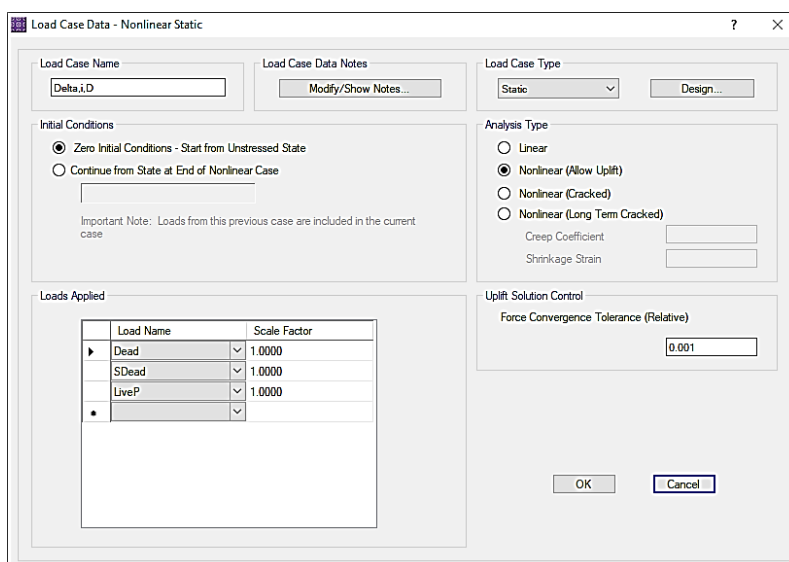 Load Case Data - Nonlinear Static
?
Load Case Name
Delta,i,D
Load Case Data Notes
Modify/Show Notes...
Load Case Type
Static
Design...
Initial Conditions
Zero Initial Conditions - Start from Unstressed State
Continue from State at End of Nonlinear Case
Important Note: Loads from this previous case are included in the current
case
Analysis Type
Linear
Nonlinear (Allow Uplift)
Nonlinear (Cracked)
Nonlinear (Long Term Cracked)
Creep Coefficient
Shrinkage Strain
Loads Applied
Load Name Scale Factor
Dead 1.0000
SDead 1.0000
LiveP 1.0000
Uplift Solution Control
Force Convergence Tolerance (Relative)
0.001
OK
Cancel